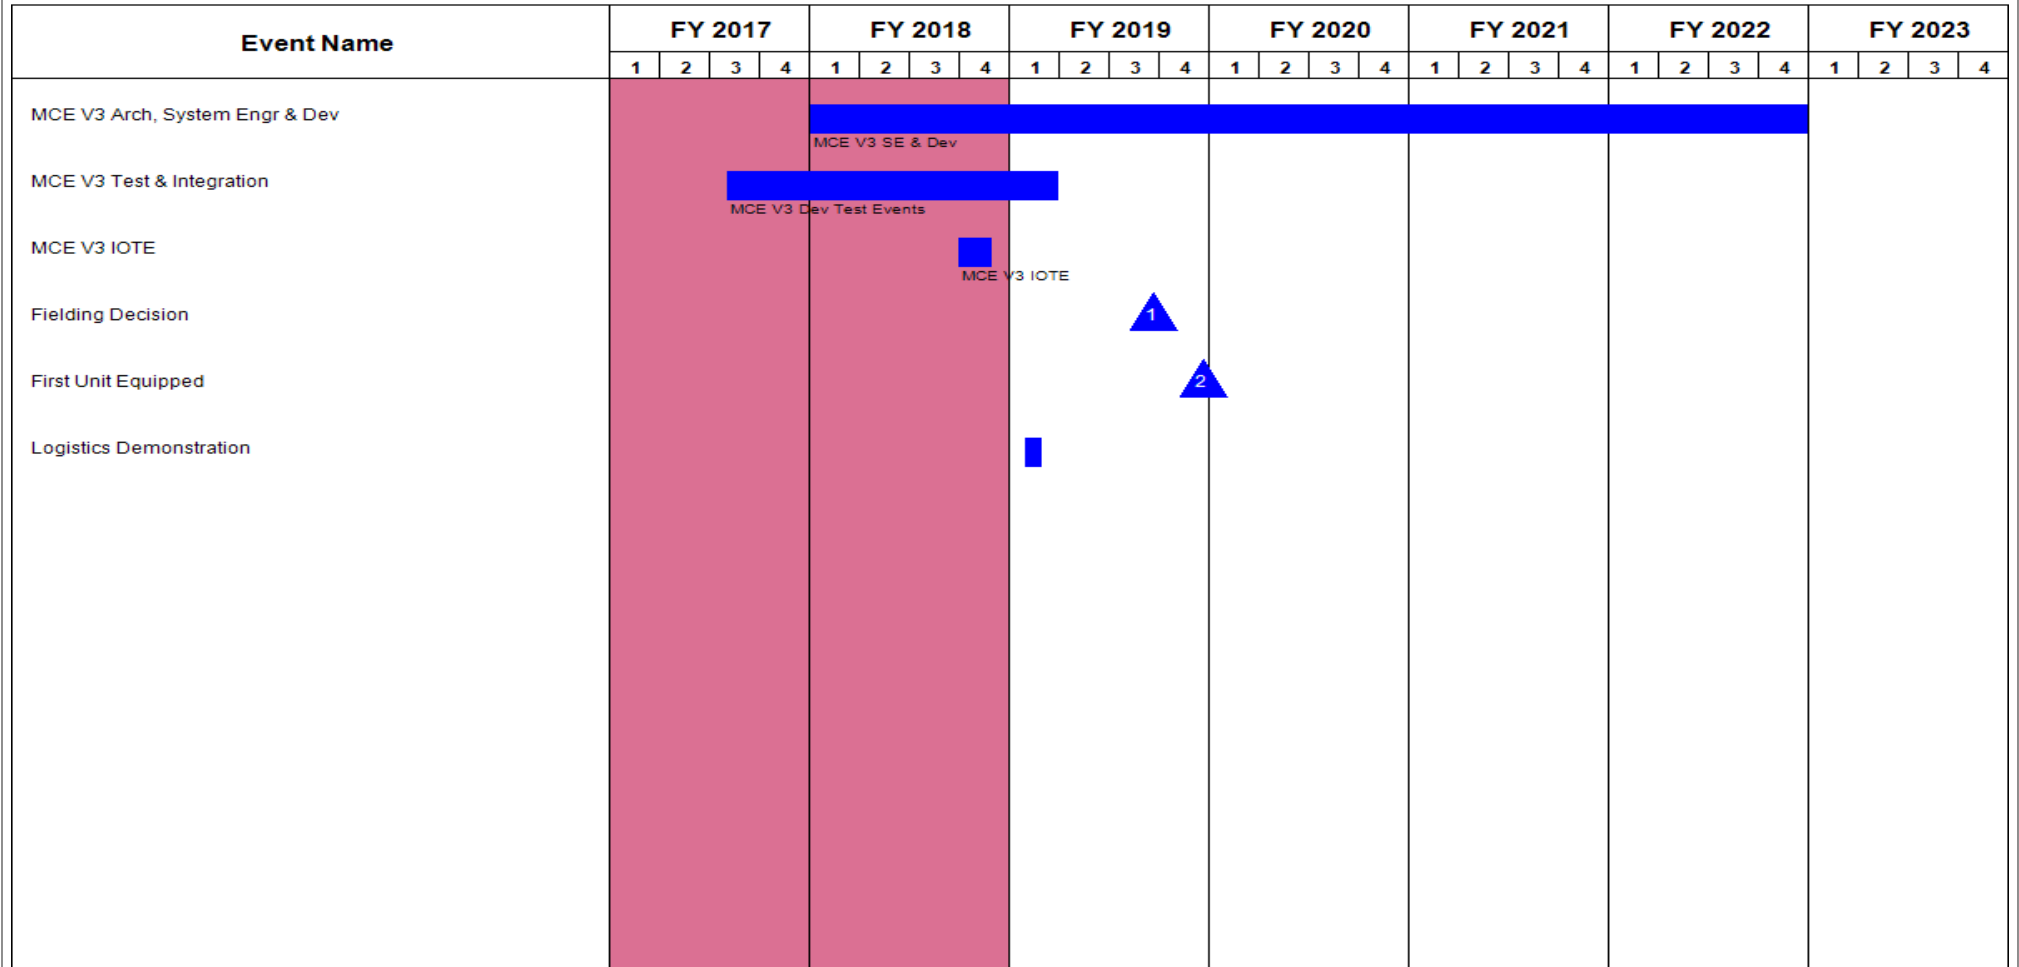 Event Name
FY 2017 FY 2018 FY 2019 FY 2020 FY 2021 FY 2022 FY 2023
1 2 3 4 1 2 3 4 1 2 3 4 1 2 3 4 1 2 3 4 1 2 3 4 1 2 3 4
MCE V3 Arch, System Engr & Dev
MCE V3 SE & Dev
MCE V3 Test & Integration
MCE V3 Dev Test Events
MCE V3 IOTE
MCE V3 IOTE
Fielding Decision
1
First Unit Equipped
2
Logistics Demonstration